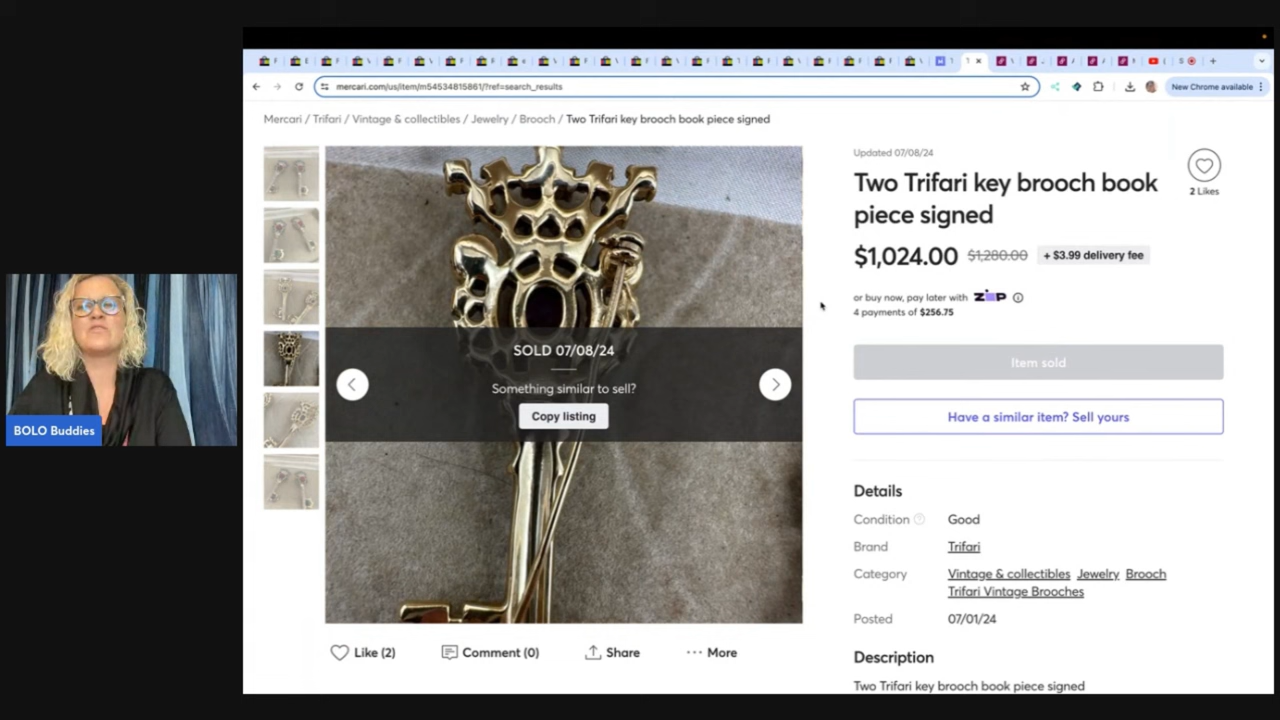 mercari.com/us/item/m54534815861/?ref=search_results
New Chrome available
Mercari / Trifari / Vintage & collectibles / Jewelry / Brooch / Two Trifari key brooch book piece signed
Updated 07/08/24
Two Trifari key brooch book
piece signed
2 Likes
$1,024.00 $1,280.00 + $3.99 delivery fee
or buy now, pay later with ZIP
4 payments of $256.75
SOLD 07/08/24
Something similar to sell?
Copy listing
Item sold
Have a similar item? Sell yours
BOLO Buddies
Details
Condition Good
Brand Trifari
Category Vintage & collectibles Jewelry Brooch
Trifari Vintage Brooches
Posted 07/01/24
Like (2) Comment (0) Share More
Description
Two Trifari key brooch book piece signed